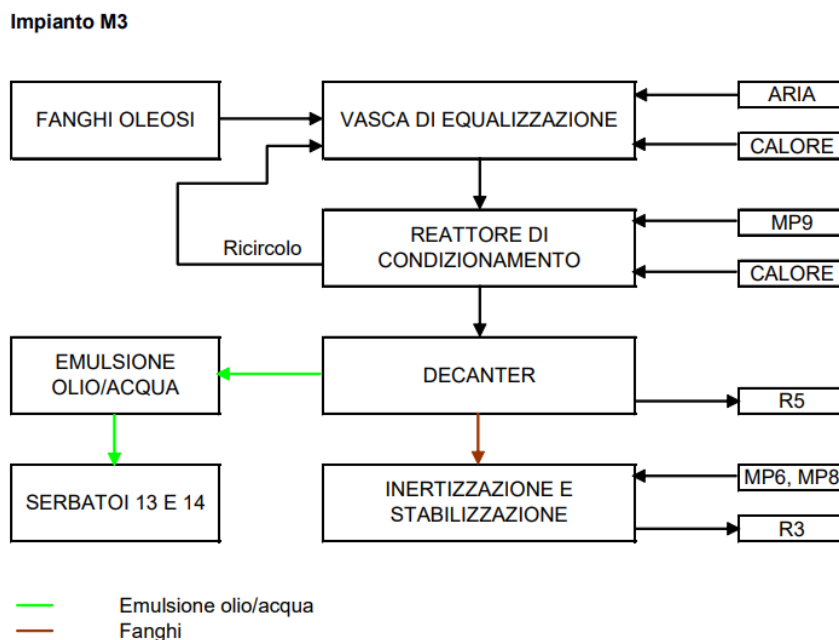 Impianto M3
FANGHI OLEOSI
VASCA DI EQUALIZZAZIONE
ARIA
CALORE
Ricircolo
REATTORE DI
CONDIZIONAMENTO
MP9
CALORE
EMULSIONE
OLIO/ACQUA
DECANTER
R5
SERBATOI 13 E 14
INERTIZZAZIONE E
STABILIZZAZIONE
MP6, MP8
R3
Emulsione olio/acqua
Fanghi